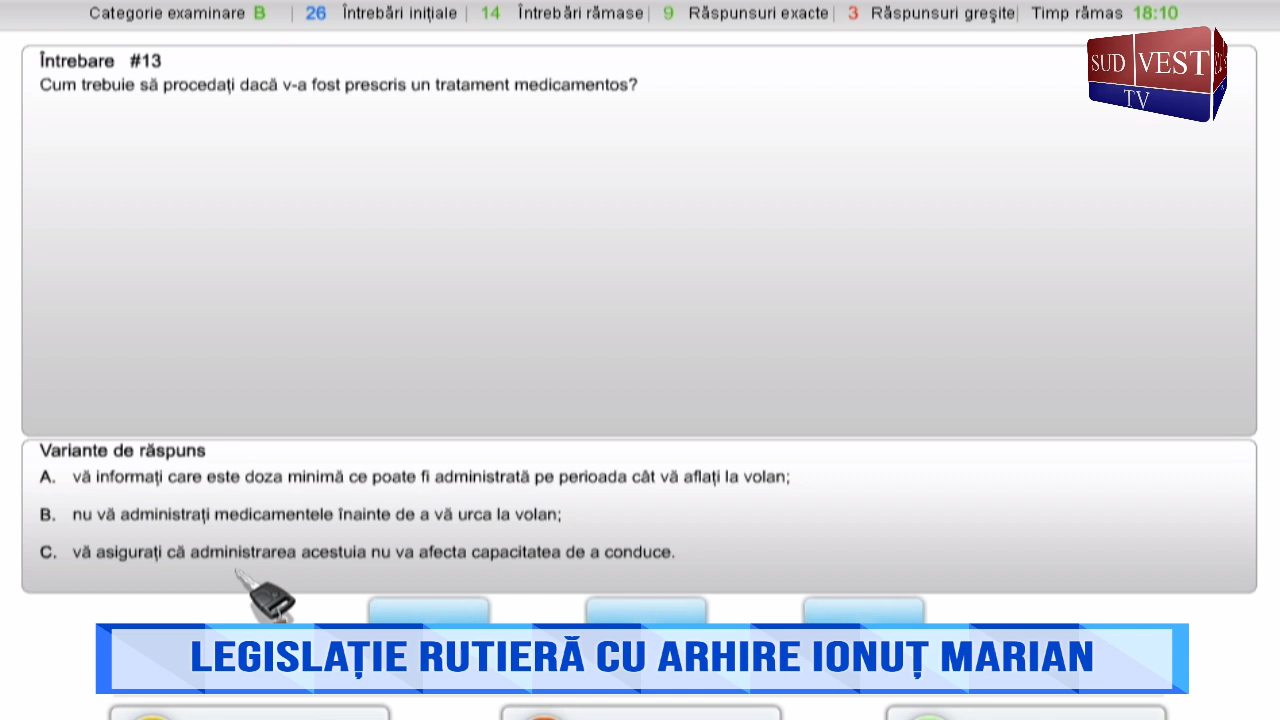 Categorie examinare B | 26 Întrebări inițiale | 14 Întrebări rămase | 9 Răspunsuri exacte | 3 Răspunsuri greșite | Timp rămas 18:10
SUD VEST
TV
Întrebare #13
Cum trebuie să procedați dacă v-a fost prescris un tratament medicamentos?
Variante de răspuns
A. vă informați care este doza minimă ce poate fi administrată pe perioada cât vă aflați la volan;
B. nu vă administrați medicamentele înainte de a vă urca la volan;
C. vă asigurați că administrarea acestuia nu va afecta capacitatea de a conduce.
LEGISLAȚIE RUTIERĂ CU ARHIRE IONUȚ MARIAN